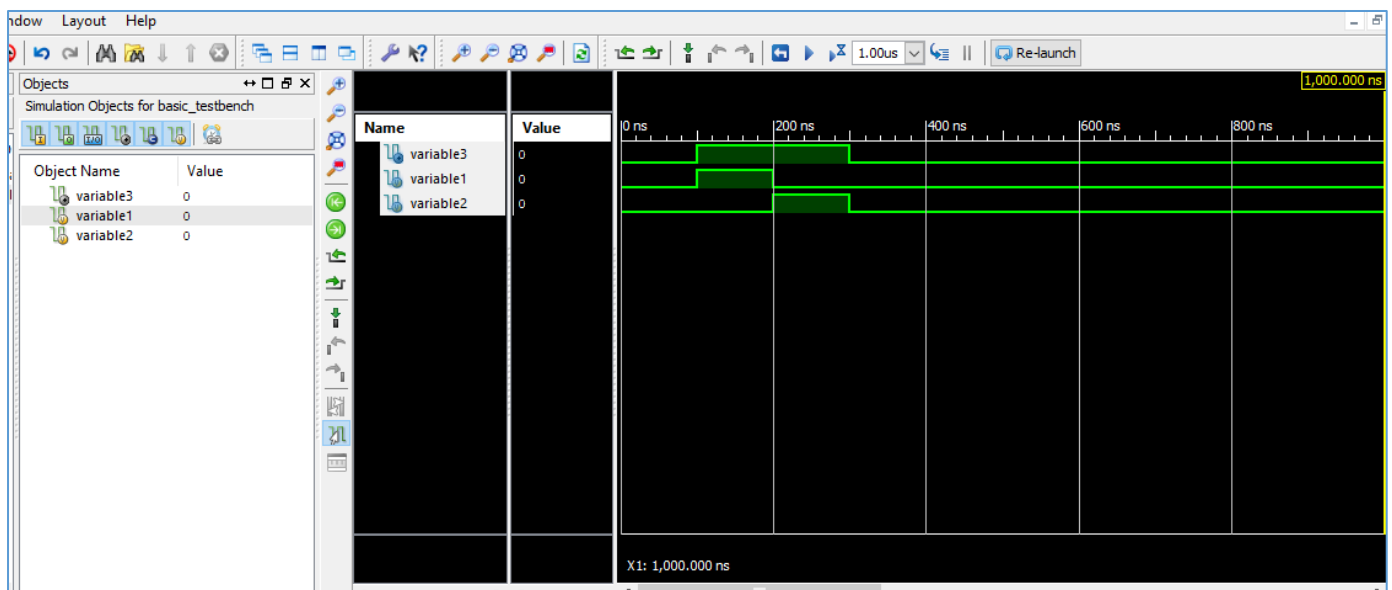 ndow Layout Help
1.00us Re-launch
Objects
Simulation Objects for basic_testbench
Object Name Value
variable3 0
variable1 0
variable2 0
1,000.000 ns
Name Value 0 ns 200 ns 400 ns 600 ns 800 ns
variable3 0
variable1 0
variable2 0
X1: 1,000.000 ns